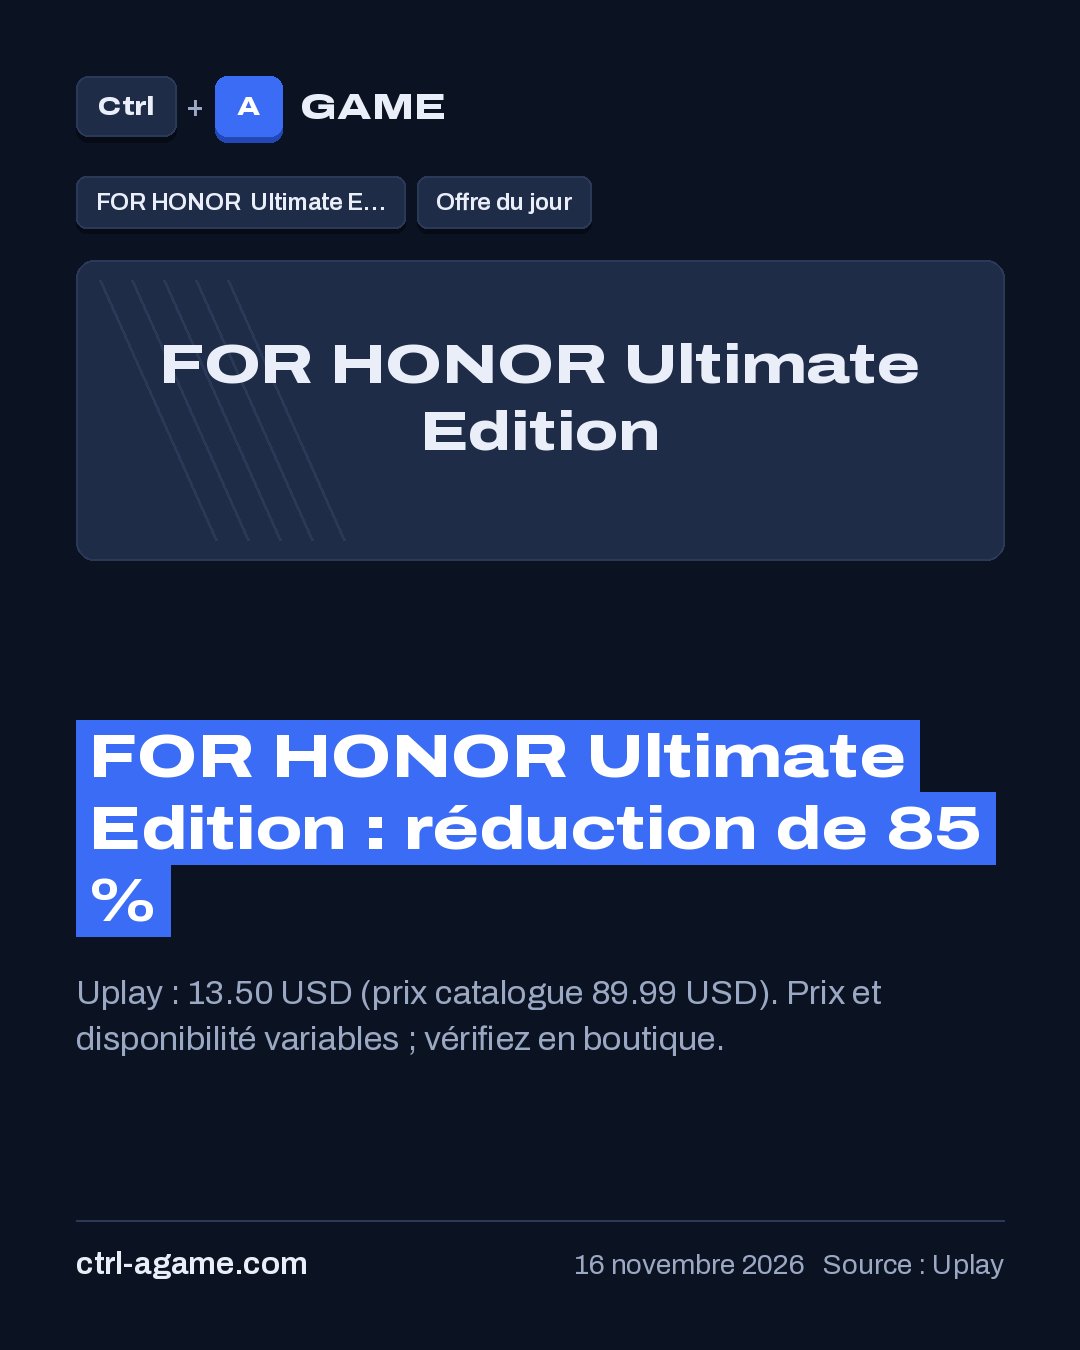 Ctrl + A GAME
FOR HONOR Ultimate E... Offre du jour
FOR HONOR Ultimate
Edition
FOR HONOR Ultimate
Edition : réduction de 85
%
Uplay : 13.50 USD (prix catalogue 89.99 USD). Prix et
disponibilité variables ; vérifiez en boutique.
ctrl-agame.com 16 novembre 2026 Source : Uplay